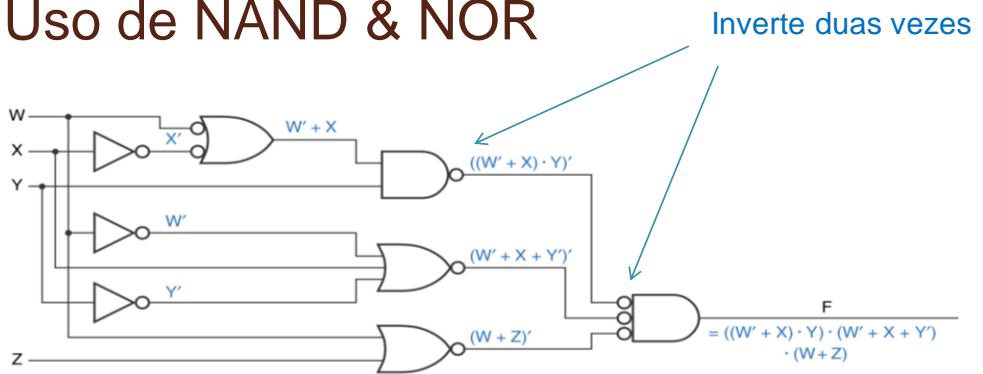 Uso de NAND & NOR
Inverte duas vezes
W
X
Y
X′
W′ + X
((W′ + X) · Y)′
W′
(W′ + X + Y′)′
Y′
F
= ((W′ + X) · Y) · (W′ + X + Y′)
· (W + Z)
(W + Z)′
Z